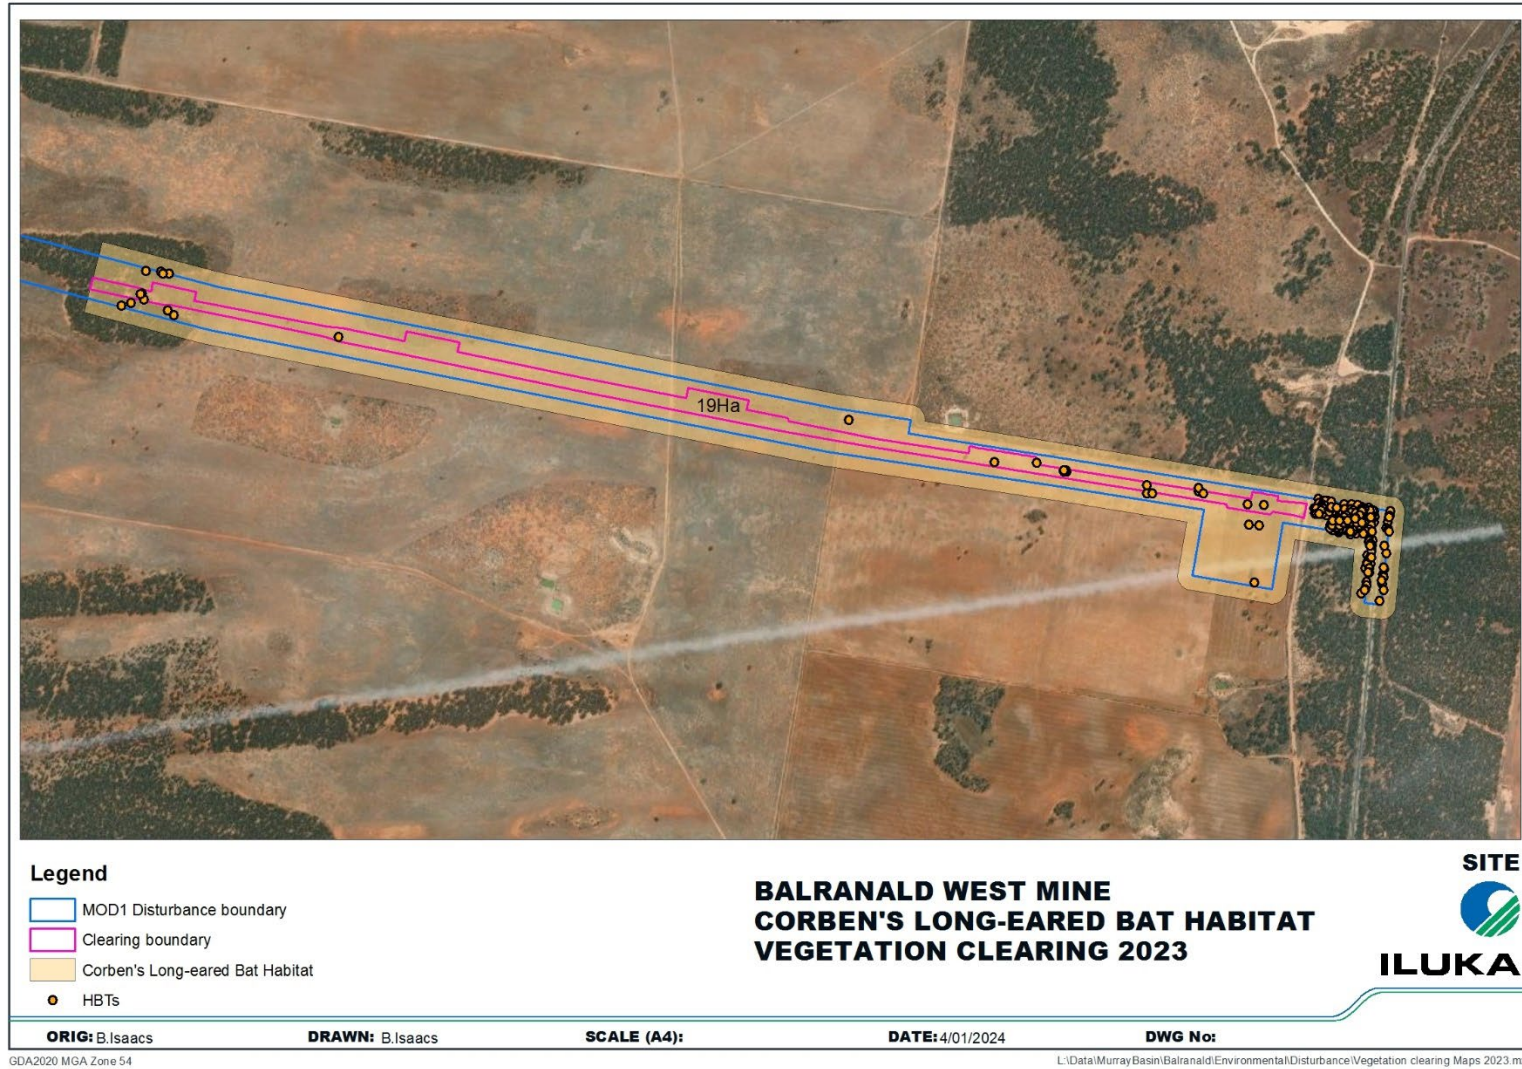 19Ha
Legend
MOD1 Disturbance boundary
Clearing boundary
Corben's Long-eared Bat Habitat
HBTs
BALRANALD WEST MINE
CORBEN'S LONG-EARED BAT HABITAT
VEGETATION CLEARING 2023
SITE
ILUKA
ORIG: B.Isaacs DRAWN: B.Isaacs SCALE (A4): DATE: 4/01/2024 DWG No:
GDA2020 MGA Zone 54 L:\Data\MurrayBasin\Balranald\Environmental\Disturbance\Vegetation clearing Maps 2023.m